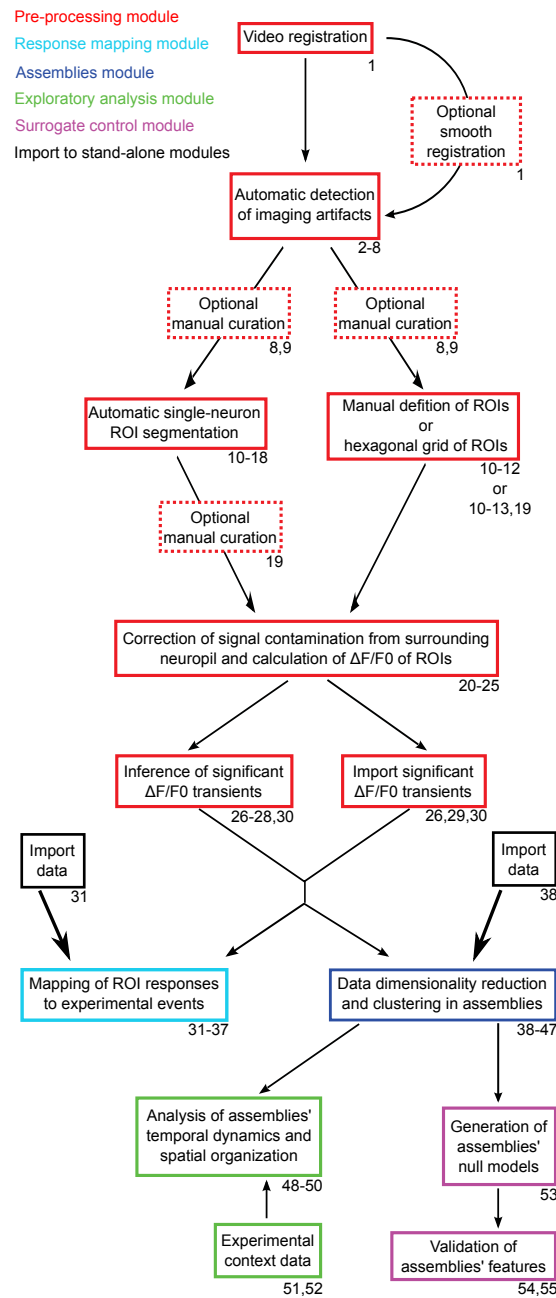 Pre-processing module
Response mapping module
Assemblies module
Exploratory analysis module
Surrogate control module
Import to stand-alone modules
Video registration
1
Optional
smooth
registration
1
Automatic detection
of imaging artifacts
2-8
Optional
manual curation
8,9
Optional
manual curation
8,9
Automatic single-neuron
ROI segmentation
10-18
Manual defition of ROIs
or
hexagonal grid of ROIs
10-12
or
10-13,19
Optional
manual curation
19
Correction of signal contamination from surrounding
neuropil and calculation of ΔF/F0 of ROIs
20-25
Inference of significant
ΔF/F0 transients
26-28,30
Import significant
ΔF/F0 transients
26,29,30
Import
data
31
Import
data
38
Mapping of ROI responses
to experimental events
31-37
Data dimensionality reduction
and clustering in assemblies
38-47
Analysis of assemblies'
temporal dynamics and
spatial organization
48-50
Generation of
assemblies'
null models
53
Experimental
context data
51,52
Validation of
assemblies' features
54,55